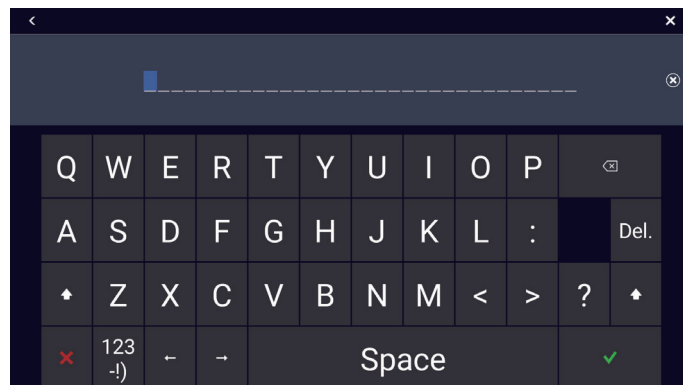 Q W E R T Y U I O P
A S D F G H J K L : Del.
Z X C V B N M < > ?
123
-!) ← → Space